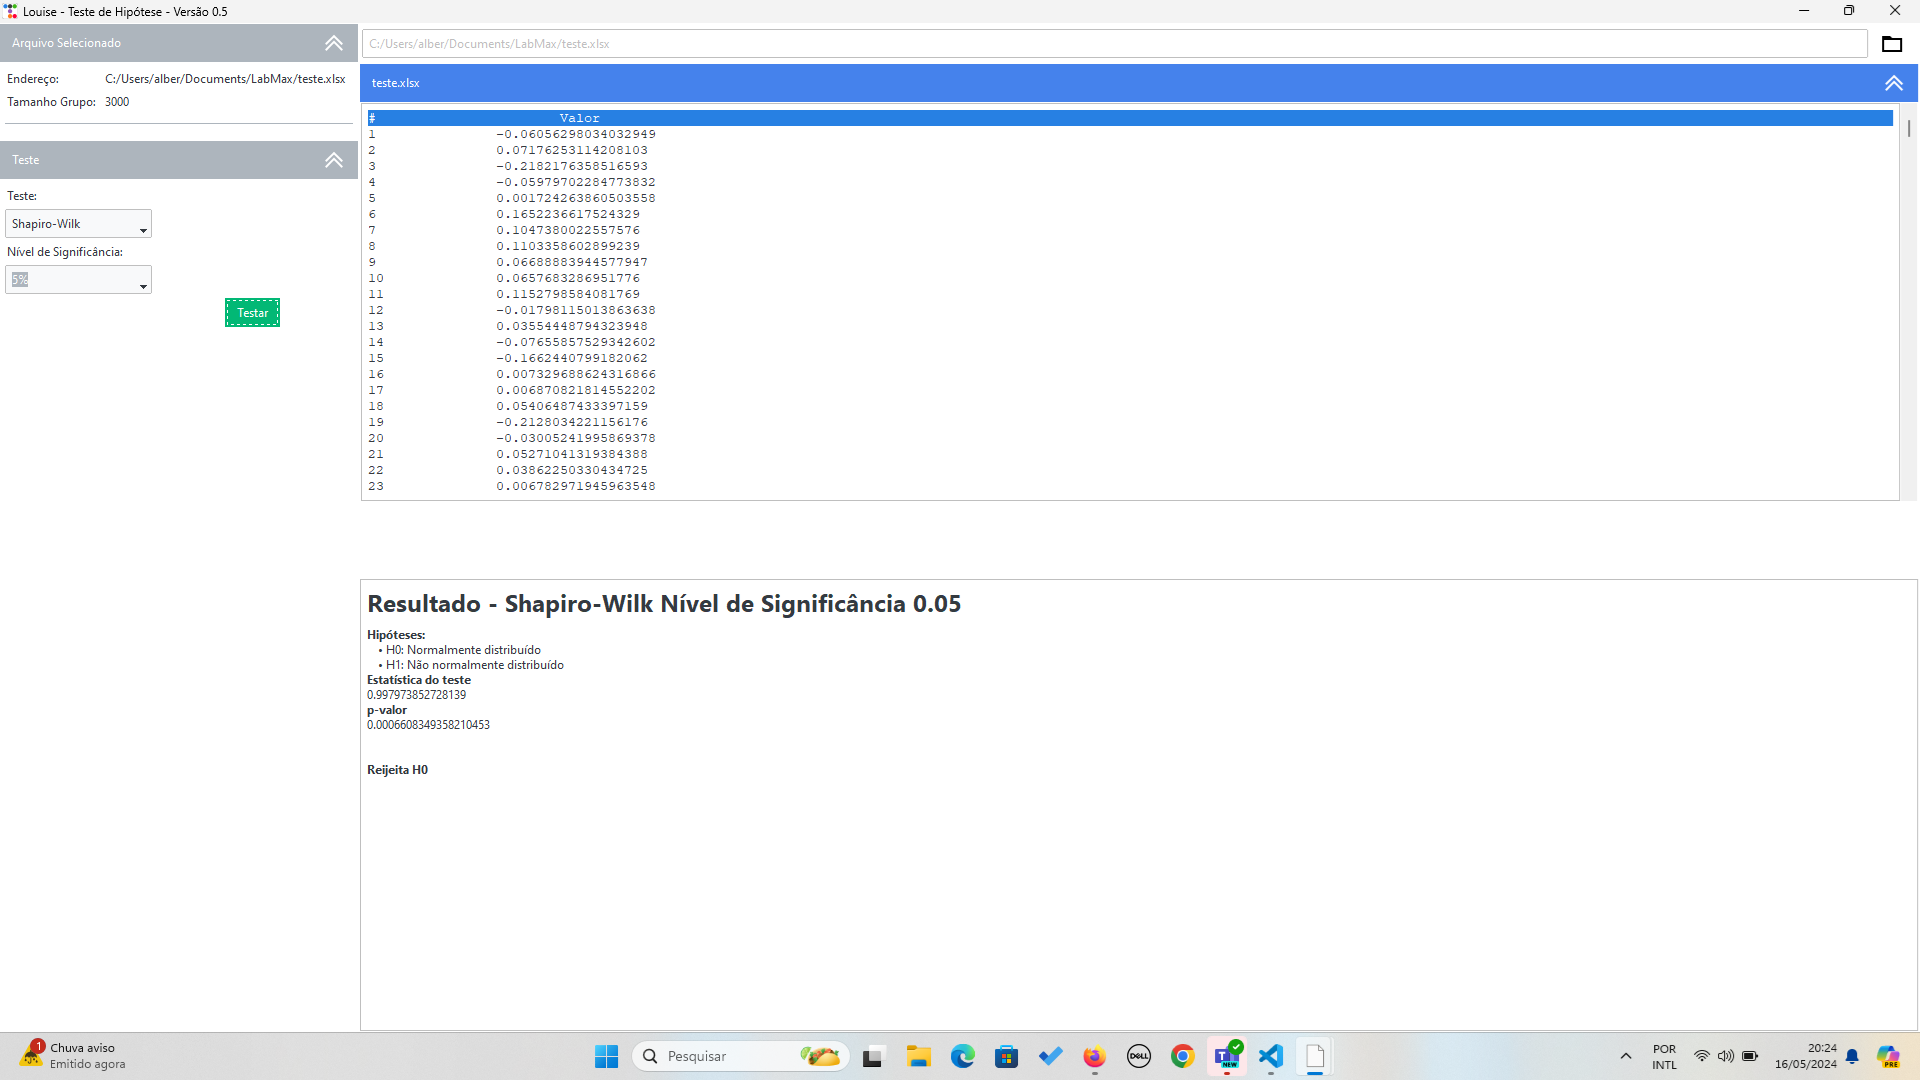 Louise - Teste de Hipótese - Versão 0.5
Arquivo Selecionado
Endereço: C:/Users/alber/Documents/LabMax/teste.xlsx
Tamanho Grupo: 3000
Teste
Teste:
Shapiro-Wilk
Nível de Significância:
5%
Testar
C:/Users/alber/Documents/LabMax/teste.xlsx
teste.xlsx
# Valor
1 -0.06056298034032949
2 0.07176253114208103
3 -0.2182176358516593
4 -0.05979702284773832
5 0.001724263860503558
6 0.1652236617524329
7 0.1047380022557576
8 0.1103358602899239
9 0.06688883944577947
10 0.0657683286951776
11 0.1152798584081769
12 -0.01798115013863638
13 0.03554448794323948
14 -0.07655857529342602
15 -0.1662440799182062
16 0.007329688624316866
17 0.006870821814552202
18 0.05406487433397159
19 -0.2128034221156176
20 -0.03005241995869378
21 0.05271041319384388
22 0.03862250330434725
23 0.006782971945963548
Resultado - Shapiro-Wilk Nível de Significância 0.05
Hipóteses:
• H0: Normalmente distribuído
• H1: Não normalmente distribuído
Estatística do teste
0.997973852728139
p-valor
0.0006608349358210453
Reijeita H0
1
Chuva aviso
Emitido agora
Pesquisar
DELL
T
NEW
POR
INTL
20:24
16/05/2024
PRE